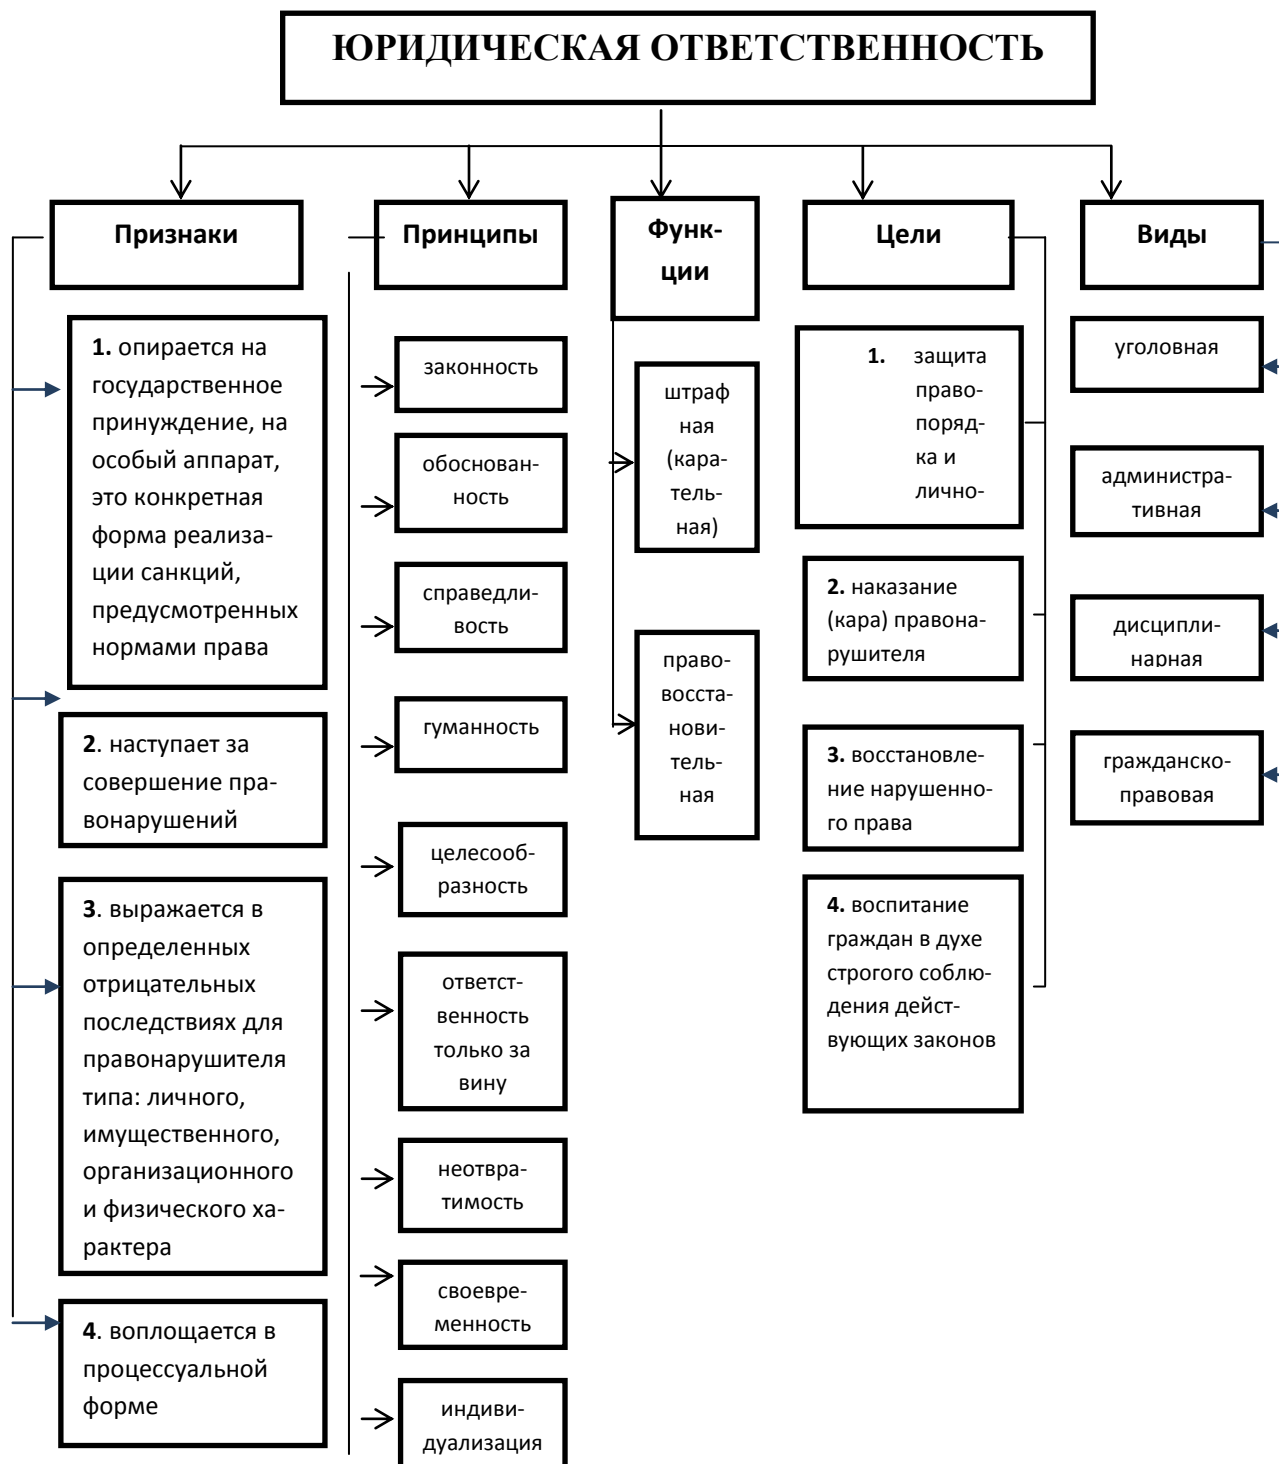 ЮРИДИЧЕСКАЯ ОТВЕТСТВЕННОСТЬ
Признаки
1. опирается на
государственное
принуждение, на
особый аппарат,
это конкретная
форма реализа-
ции санкций,
предусмотренных
нормами права
2. наступает за
совершение пра-
вонарушений
3. выражается в
определенных
отрицательных
последствиях для
правонарушителя
типа: личного,
имущественного,
организационного
и физического ха-
рактера
4. воплощается в
процессуальной
форме
Принципы
законность
обоснован-
ность
справедли-
вость
гуманность
целесооб-
разность
ответст-
венность
только за
вину
неотвра-
тимость
своевре-
менность
индиви-
дуализация
Функ-
ции
штраф
ная
(кара-
тель-
ная)
право-
восста-
нови-
тель-
ная
Цели
1. защита
право-
поряд-
ка и
лично-
2. наказание
(кара) правона-
рушителя
3. восстановле-
ние нарушенно-
го права
4. воспитание
граждан в духе
строгого соблю-
дения дейст-
вующих законов
Виды
уголовная
администра-
тивная
дисципли-
нарная
гражданско-
правовая